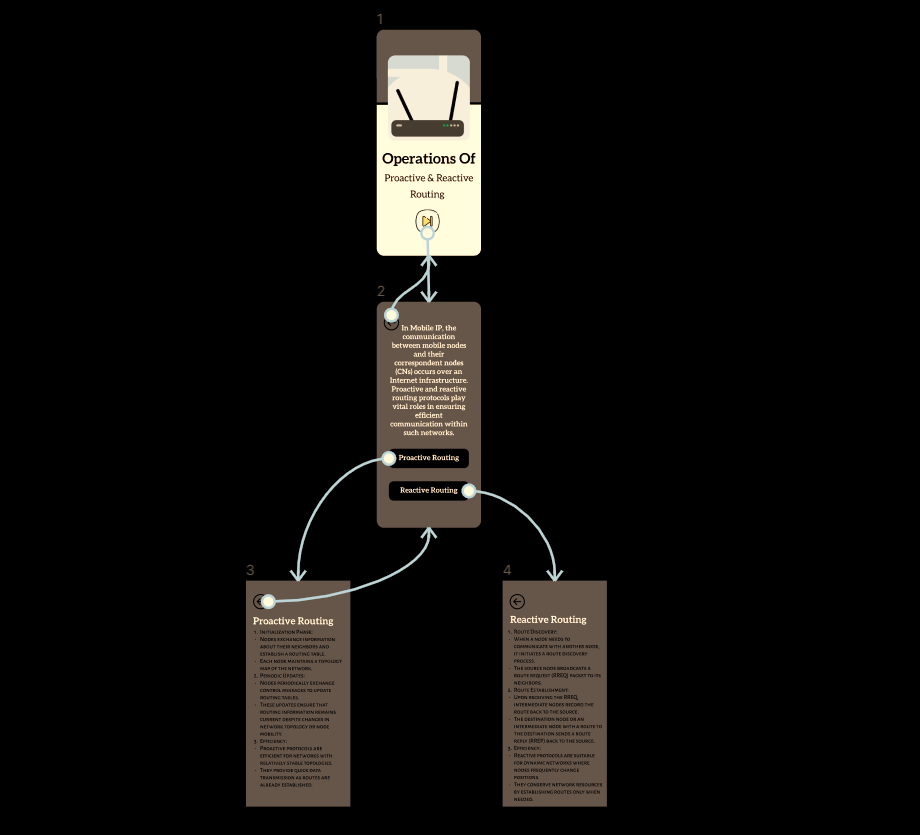 1
Operations Of
Proactive & Reactive
Routing
2
In Mobile IP, the
communication
between mobile nodes
and their
correspondent nodes
(CNs) occurs over an
Internet infrastructure.
Proactive and reactive
routing protocols play
vital roles in ensuring
efficient
communication within
such networks.
Proactive Routing
Reactive Routing
3
Proactive Routing
1. Initialization Phase:
- Nodes exchange information
about their neighbors and
establish a routing table.
- Each node maintains a topology
map of the network.
2. Periodic Updates:
- Nodes periodically exchange
control messages to update
routing tables.
- These updates ensure that
routing information remains
current despite changes in
network topology or node
mobility.
3. Efficiency:
- Proactive protocols are
efficient for networks with
relatively stable topologies.
- They provide quick data
transmission as routes are
already established.
4
Reactive Routing
1. Route Discovery:
- When a node needs to
communicate with another node,
it initiates a route discovery
process.
- The source node broadcasts a
route request (RREQ) packet to its
neighbors.
2. Route Establishment:
- Upon receiving the RREQ,
intermediate nodes record the
route back to the source.
- The destination node or an
intermediate node with a route to
the destination sends a route
reply (RREP) back to the source.
3. Efficiency:
- Reactive protocols are suitable
for dynamic networks where
nodes frequently change
positions.
- They conserve network resources
by establishing routes only when
needed.